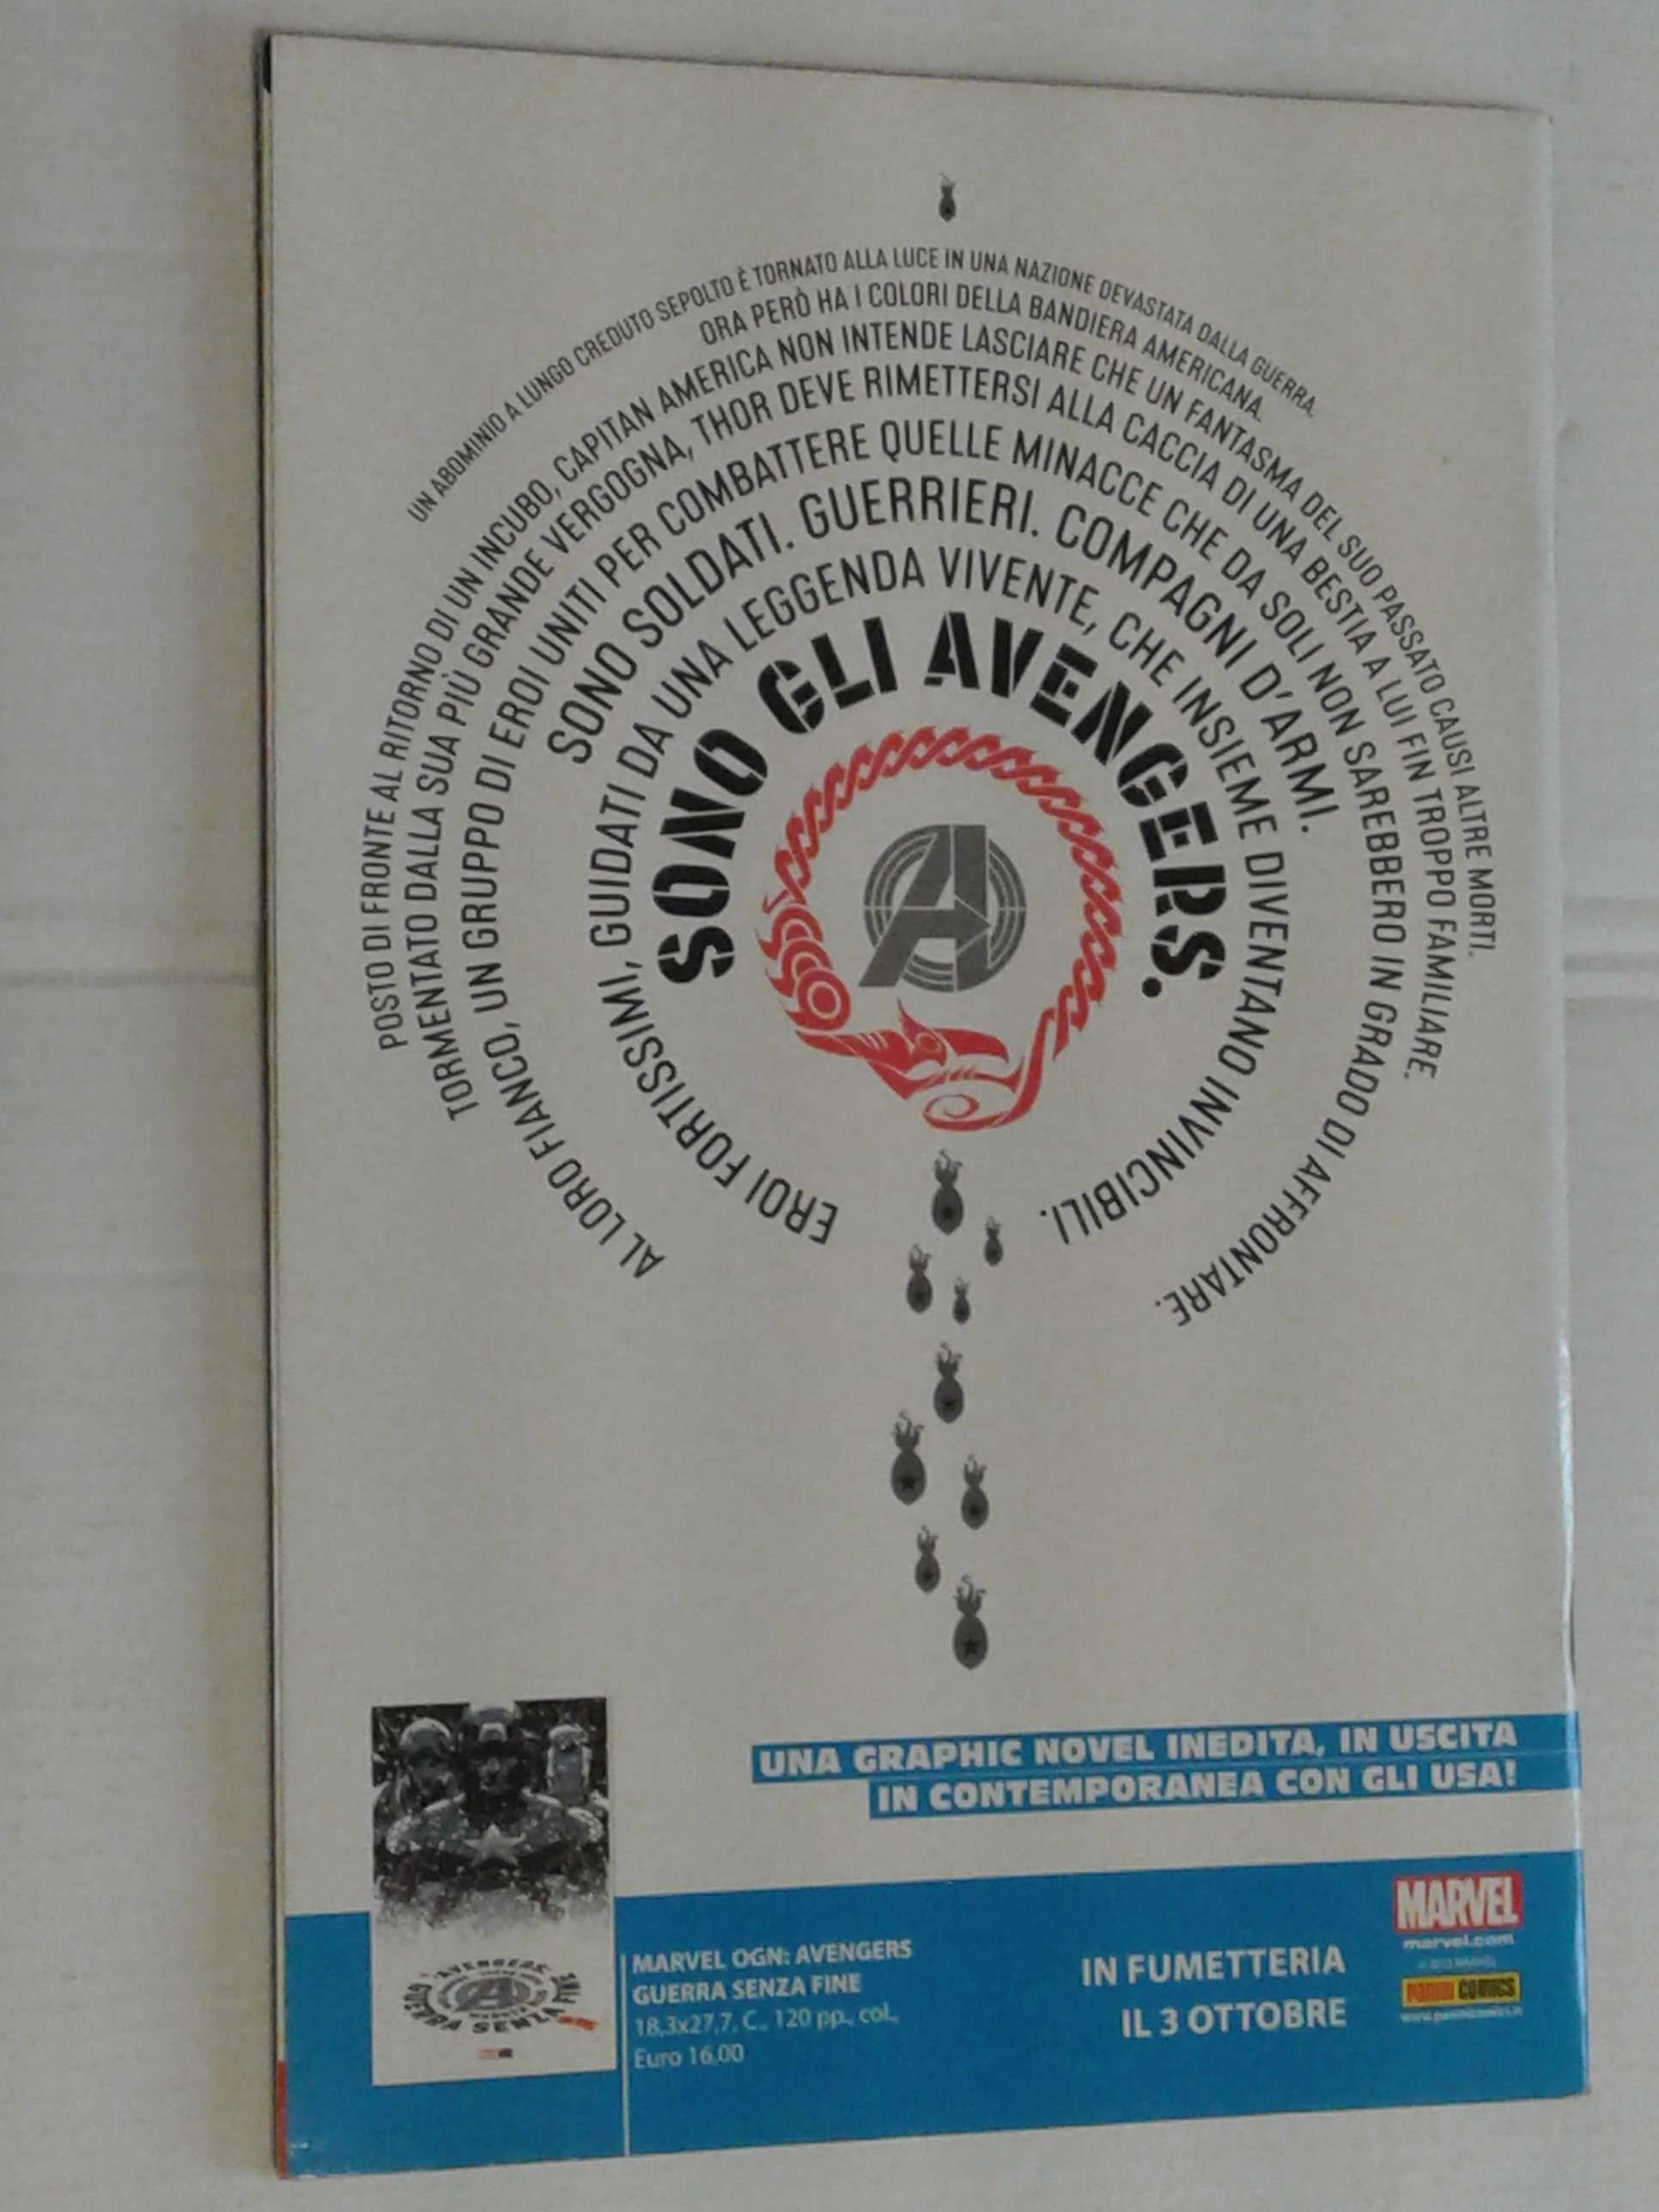 UN ABOMINIO A LUNGO CREDUTO SEPOLTO È TORNATO ALLA LUCE IN UNA NAZIONE DEVASTATA DALLA GUERRA.
ORA PERÒ HA I COLORI DELLA BANDIERA AMERICANA.
POSTO DI FRONTE AL RITORNO DI UN INCUBO, CAPITAN AMERICA NON INTENDE LASCIARE CHE UN FANTASMA DEL SUO PASSATO CAUSI ALTRE MORTI.
TORMENTATO DALLA SUA PIÙ GRANDE VERGOGNA, THOR DEVE RIMETTERSI ALLA CACCIA DI UNA BESTIA A LUI FIN TROPPO FAMILIARE.
AL LORO FIANCO, UN GRUPPO DI EROI UNITI PER COMBATTERE QUELLE MINACCE CHE DA SOLI NON SAREBBERO IN GRADO DI AFFRONTARE.
SONO SOLDATI. GUERRIERI. COMPAGNI D'ARMI.
EROI FORTISSIMI, GUIDATI DA UNA LEGGENDA VIVENTE, CHE INSIEME DIVENTANO INVINCIBILI.
SONO GLI AVENGERS.
A
UNA GRAPHIC NOVEL INEDITA, IN USCITA
IN CONTEMPORANEA CON GLI USA!
AVENGERS
GUERRA SENZA FINE
MARVEL OGN: AVENGERS
GUERRA SENZA FINE
18,3x27,7, C., 120 pp., col.,
Euro 16,00
IN FUMETTERIA
IL 3 OTTOBRE
MARVEL
marvel.com
PANINI COMICS
www.paninicomics.it